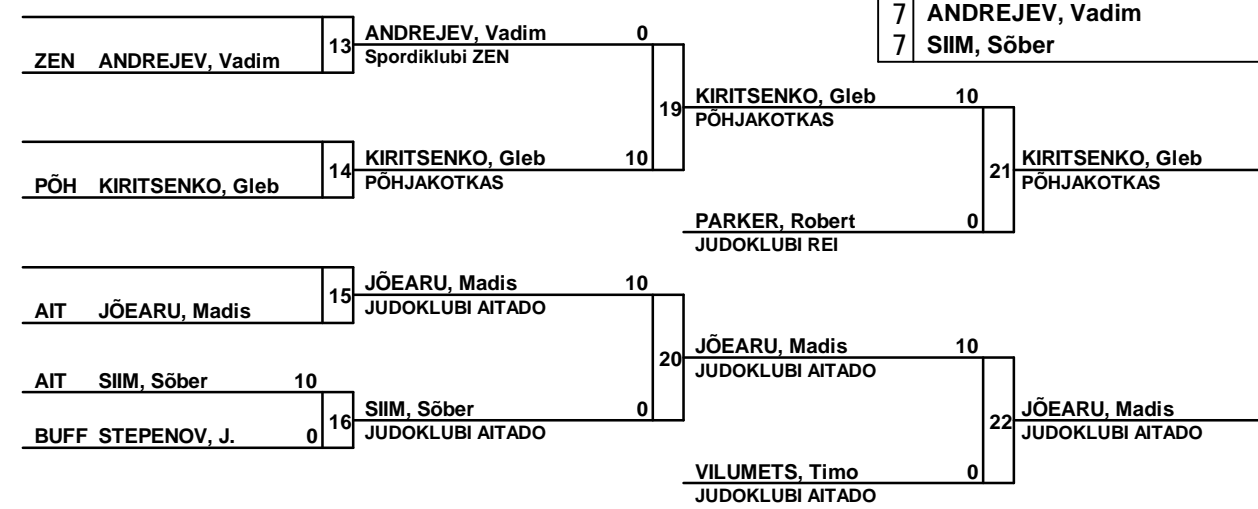 7 ANDREJEV, Vadim
7 SIIM, Sõber
ZEN ANDREJEV, Vadim
13
ANDREJEV, Vadim 0
Spordiklubi ZEN
19
KIRITSENKO, Gleb 10
PÕHJAKOTKAS
PÕH KIRITSENKO, Gleb
14
KIRITSENKO, Gleb 10
PÕHJAKOTKAS
21
KIRITSENKO, Gleb
PÕHJAKOTKAS
PARKER, Robert 0
JUDOKLUBI REI
AIT JÕEARU, Madis
15
JÕEARU, Madis 10
JUDOKLUBI AITADO
20
JÕEARU, Madis 10
JUDOKLUBI AITADO
AIT SIIM, Sõber 10
BUFF STEPENOV, J. 0
16
SIIM, Sõber 0
JUDOKLUBI AITADO
22
JÕEARU, Madis
JUDOKLUBI AITADO
VILUMETS, Timo 0
JUDOKLUBI AITADO